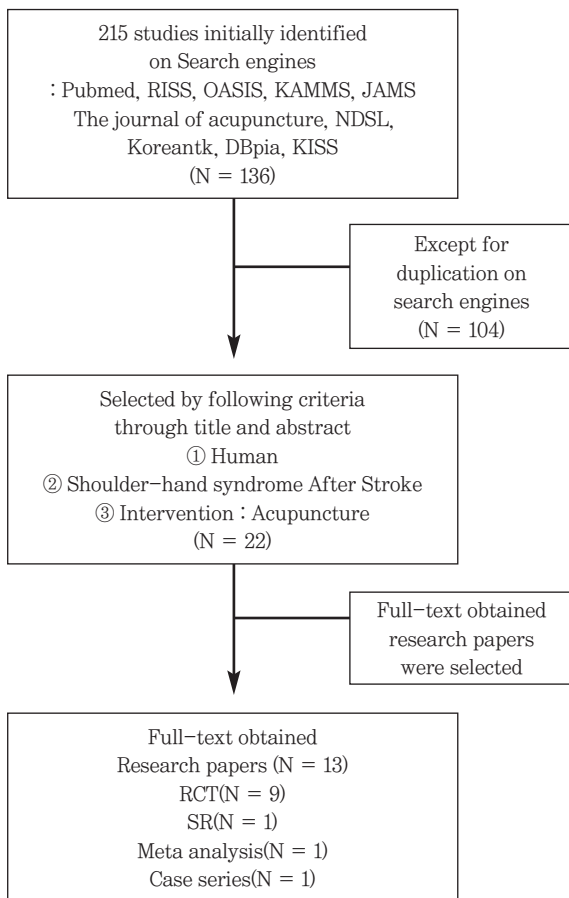 215 studies initially identified
on Search engines
: Pubmed, RISS, OASIS, KAMMS, JAMS
The journal of acupuncture, NDSL,
Koreantk, DBpia, KISS
(N = 136)
Except for
duplication on
search engines
(N = 104)
Selected by following criteria
through title and abstract
① Human
② Shoulder-hand syndrome After Stroke
③ Intervention : Acupuncture
(N = 22)
Full-text obtained
research papers
were selected
Full-text obtained
Research papers (N = 13)
RCT(N = 9)
SR(N = 1)
Meta analysis(N = 1)
Case series(N = 1)